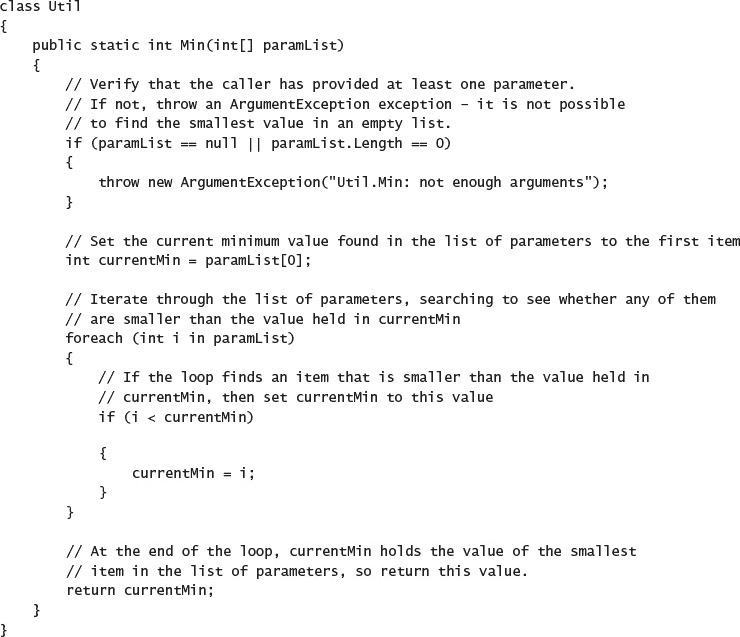 class Util
{
    public static int Min(int[] paramList)
    {
        // Verify that the caller has provided at least one parameter.
        // If not, throw an ArgumentException exception – it is not possible
        // to find the smallest value in an empty list.
        if (paramList == null || paramList.Length == 0)
        {
            throw new ArgumentException("Util.Min: not enough arguments");
        }

        // Set the current minimum value found in the list of parameters to the first item
        int currentMin = paramList[0];

        // Iterate through the list of parameters, searching to see whether any of them
        // are smaller than the value held in currentMin
        foreach (int i in paramList)
        {
            // If the loop finds an item that is smaller than the value held in
            // currentMin, then set currentMin to this value
            if (i < currentMin)

            {
                currentMin = i;
            }
        }

        // At the end of the loop, currentMin holds the value of the smallest
        // item in the list of parameters, so return this value.
        return currentMin;
    }
}